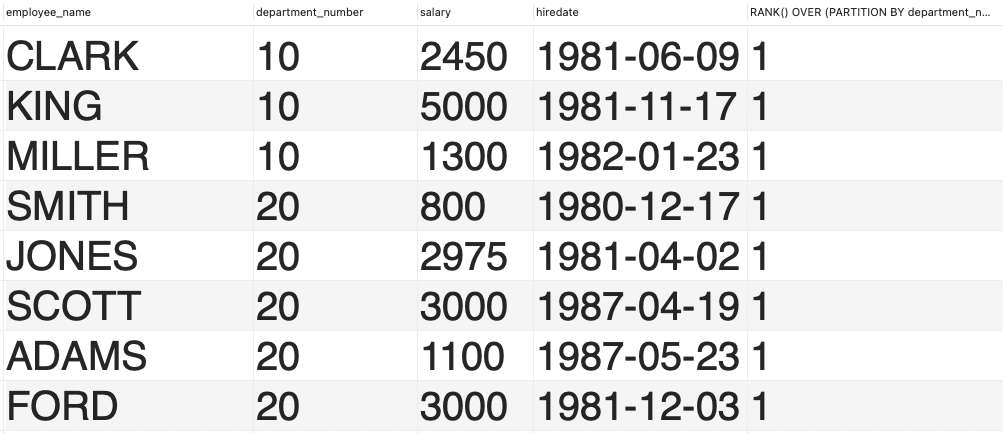 employee_name department_number salary hiredate RANK() OVER (PARTITION BY department_n...
CLARK 10 2450 1981-06-09 1
KING 10 5000 1981-11-17 1
MILLER 10 1300 1982-01-23 1
SMITH 20 800 1980-12-17 1
JONES 20 2975 1981-04-02 1
SCOTT 20 3000 1987-04-19 1
ADAMS 20 1100 1987-05-23 1
FORD 20 3000 1981-12-03 1